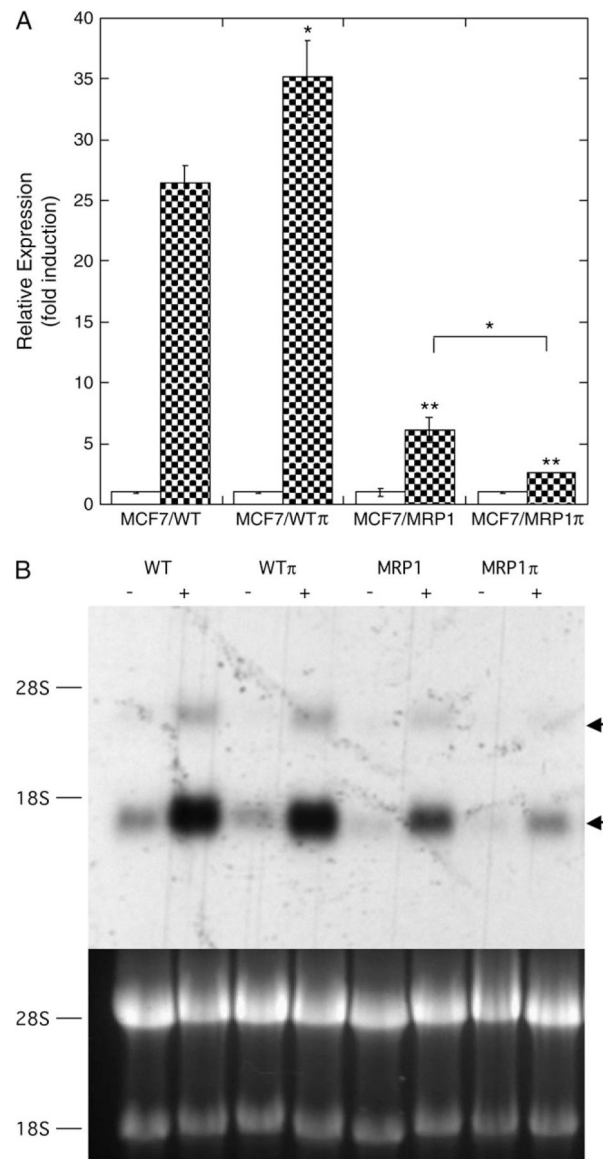 A
Relative Expression
(fold induction)
40
35
30
25
20
15
10
5
0
*
*
**
**
MCF7/WT MCF7/WTπ MCF7/MRP1 MCF7/MRP1π
B
WT WTπ MRP1 MRP1π
- + - + - + - +
28S
18S
28S
18S